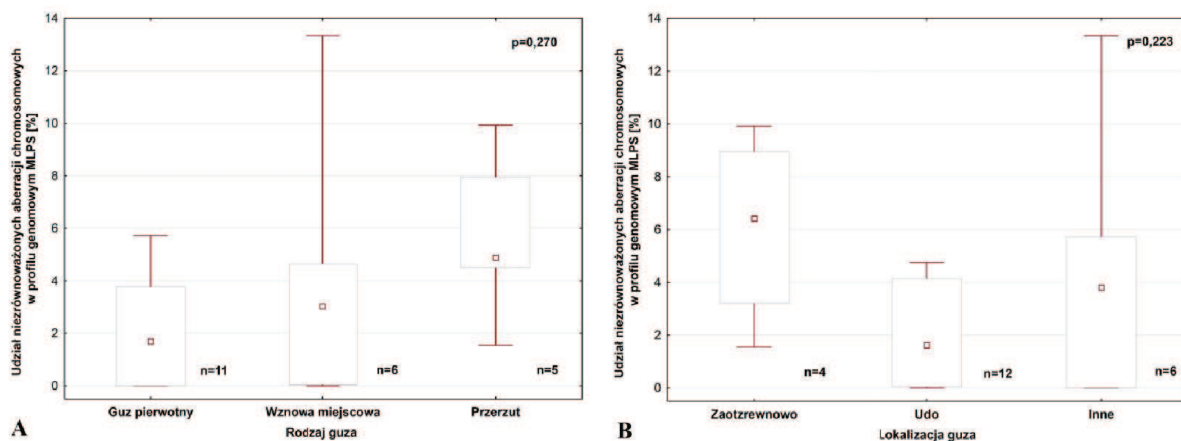 Udział niezrównoważonych aberracji chromosomowych
w profilu genomowym MLPS [%]
14
12
10
8
6
4
2
0
p=0,270
n=11
n=6
n=5
Guz pierwotny
Wznowa miejscowa
Przerzut
Rodzaj guza
A
Udział niezrównoważonych aberracji chromosomowych
w profilu genomowym MLPS [%]
14
12
10
8
6
4
2
0
p=0,223
n=4
n=12
n=6
Zaotzrewnowo
Udo
Inne
Lokalizacja guza
B